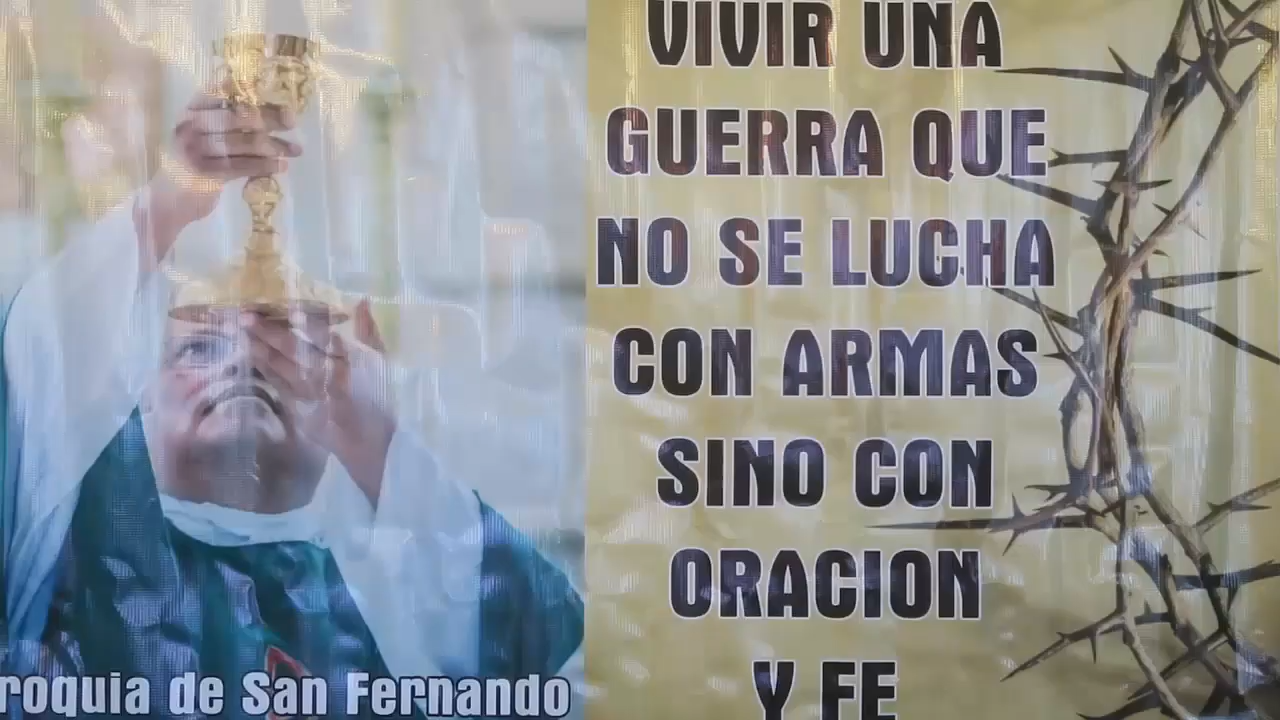 roquia de San Fernando
VIVIR UNA
GUERRA QUE
NO SE LUCHA
CON ARMAS
SINO CON
ORACION
Y FE